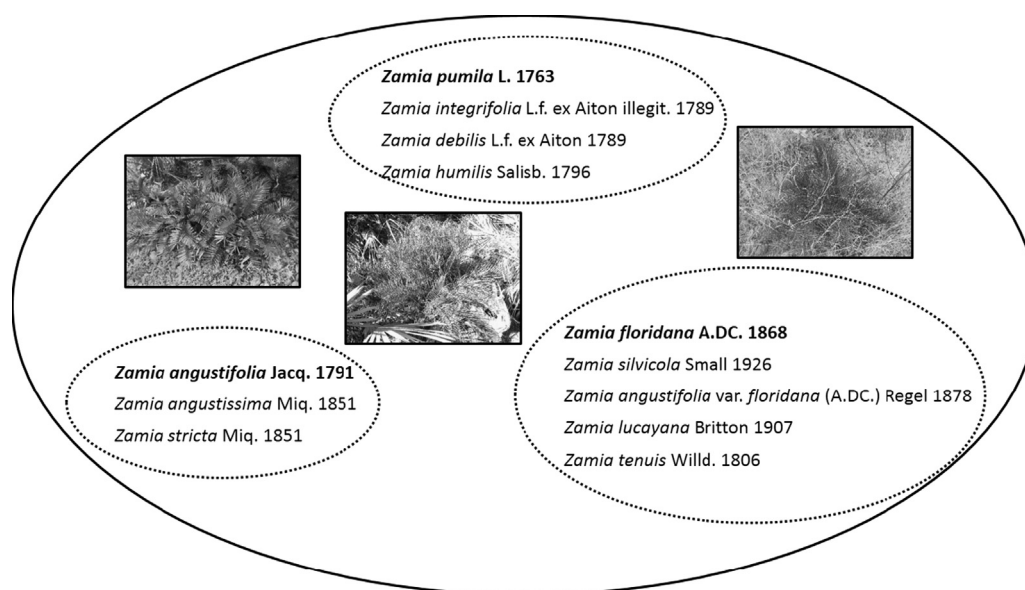 Zamia pumila L. 1763
Zamia integrifolia L.f. ex Aiton illegit. 1789
Zamia debilis L.f. ex Aiton 1789
Zamia humilis Salisb. 1796
Zamia angustifolia Jacq. 1791
Zamia angustissima Miq. 1851
Zamia stricta Miq. 1851
Zamia floridana A.DC. 1868
Zamia silvicola Small 1926
Zamia angustifolia var. floridana (A.DC.) Regel 1878
Zamia lucayana Britton 1907
Zamia tenuis Willd. 1806